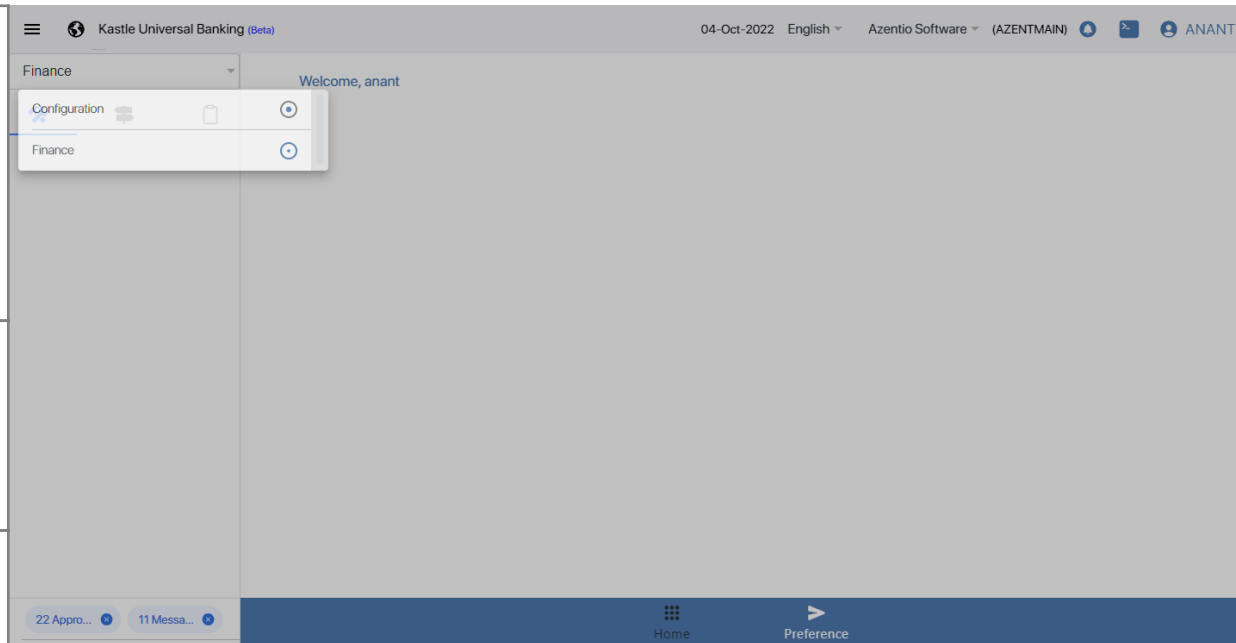 Kastle Universal Banking (Beta) 04-Oct-2022 English Azentio Software (AZENTMAIN) ANANT
Finance
Welcome, anant
Configuration
Finance
22 Appro... 11 Messa...
Home Preference